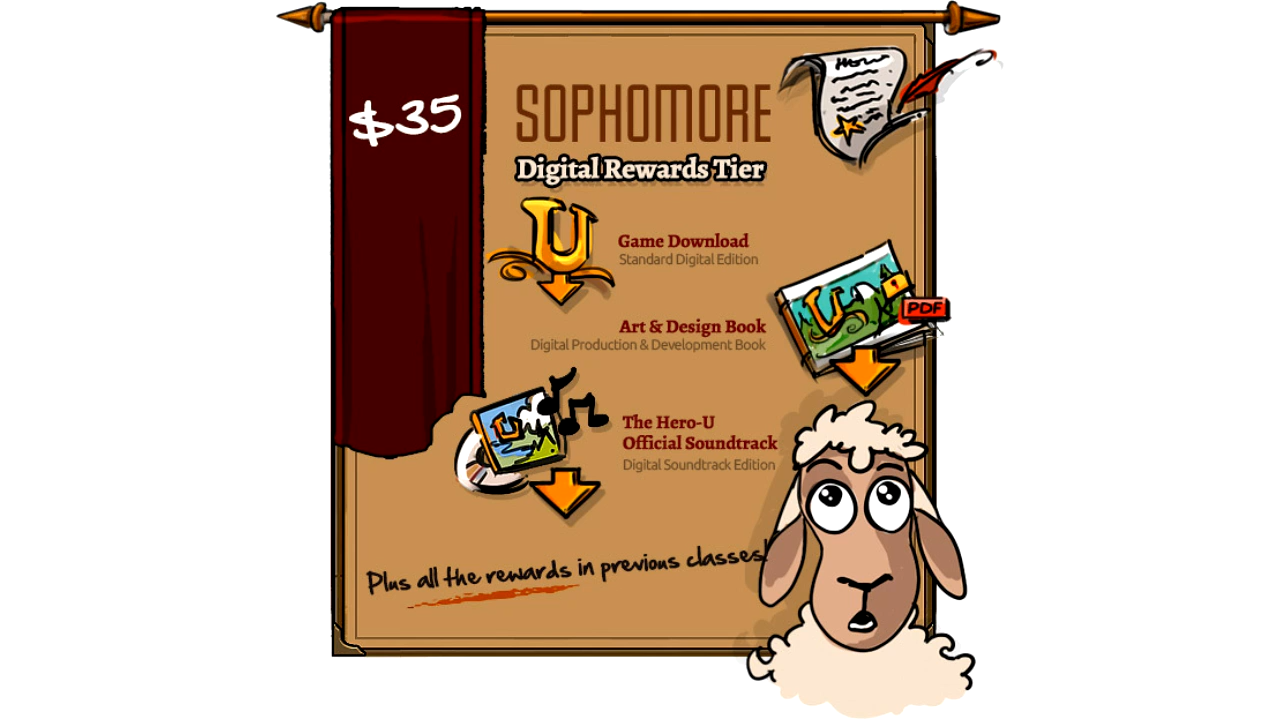 $35
SOPHOMORE
Digital Rewards Tier
U
Game Download
Standard Digital Edition
U
PDF
Art & Design Book
Digital Production & Development Book
U
The Hero-U
Official Soundtrack
Digital Soundtrack Edition
Plus all the rewards in previous classes!